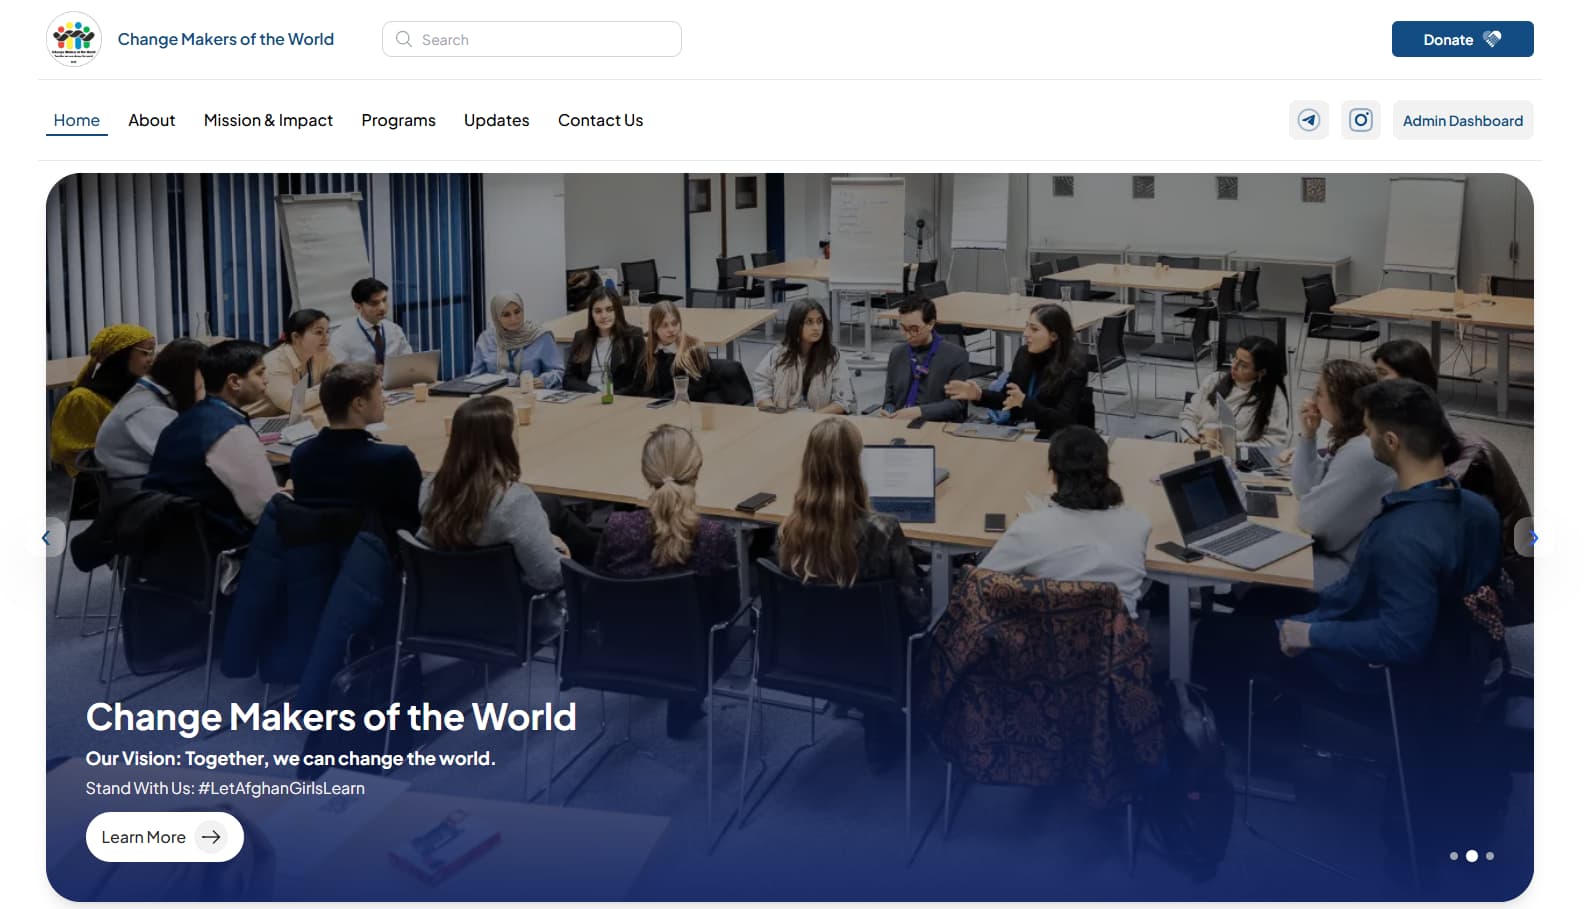 Change Makers of the World
Search
Donate
Home
About
Mission & Impact
Programs
Updates
Contact Us
Admin Dashboard
Change Makers of the World
Our Vision: Together, we can change the world.
Stand With Us: #LetAfghanGirlsLearn
Learn More